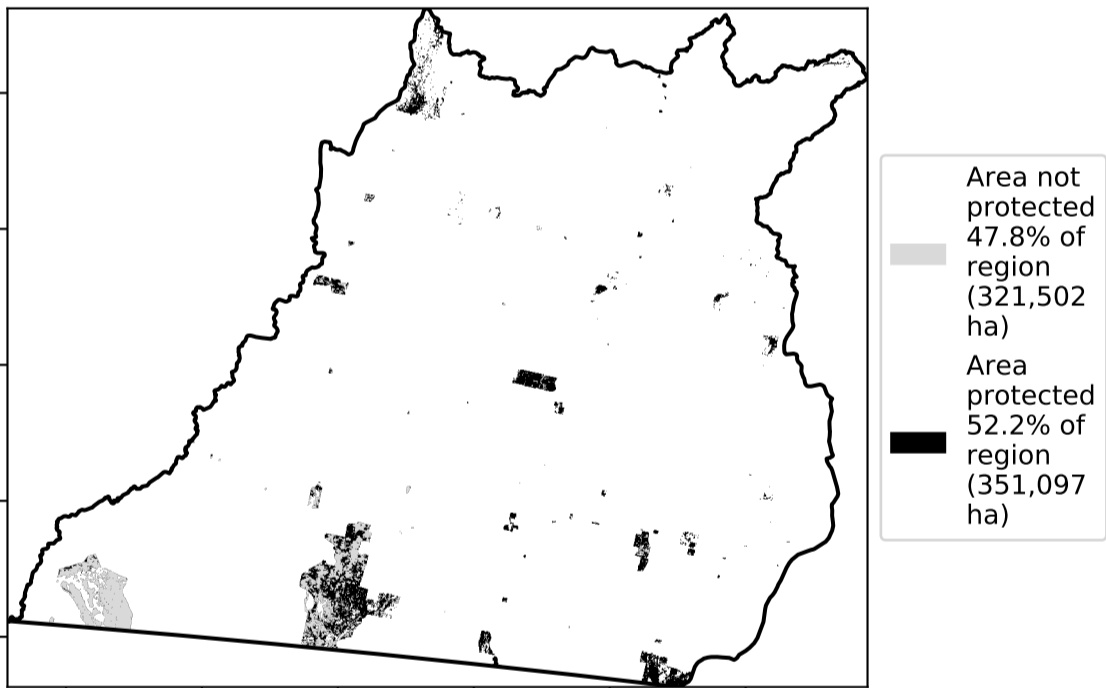 Area not
protected
47.8% of
region
(321,502
ha)
Area
protected
52.2% of
region
(351,097
ha)